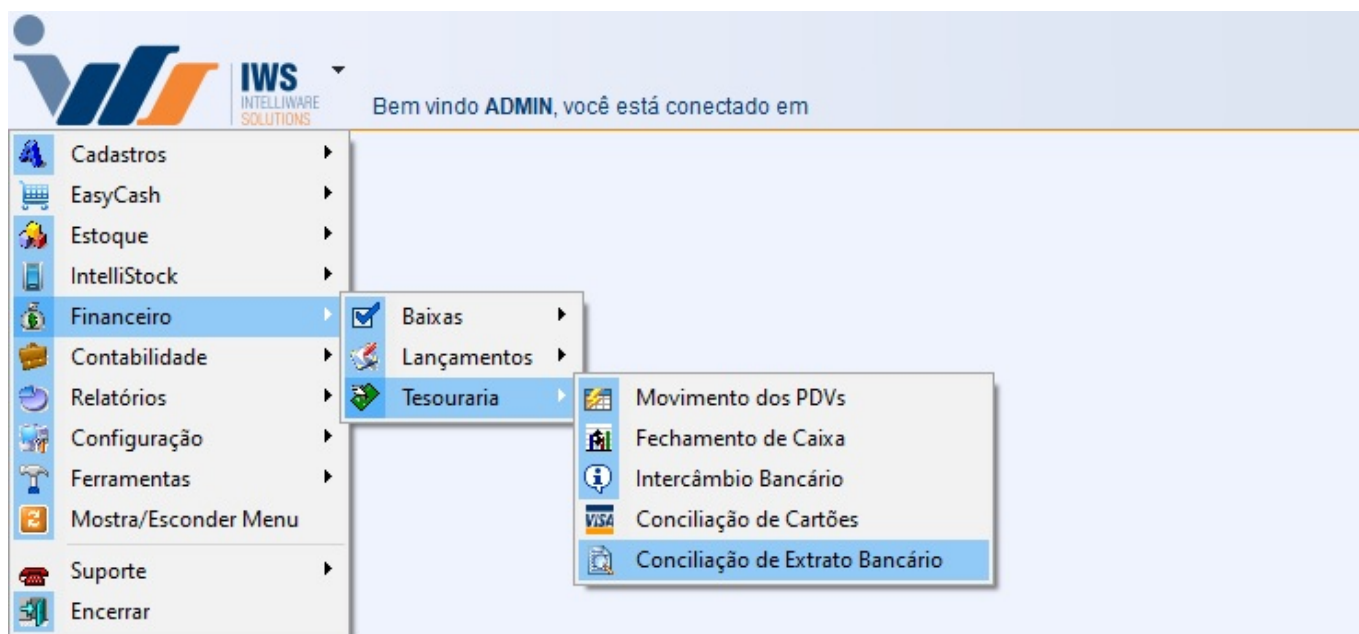 IWS
INTELLIWARE
SOLUTIONS
Bem vindo ADMIN, você está conectado em
Cadastros
EasyCash
Estoque
IntelliStock
Financeiro
Contabilidade
Relatórios
Configuração
Ferramentas
Mostra/Esconder Menu
Suporte
Encerrar
Baixas
Lançamentos
Tesouraria
Movimento dos PDVs
Fechamento de Caixa
Intercâmbio Bancário
VISA
Conciliação de Cartões
Conciliação de Extrato Bancário